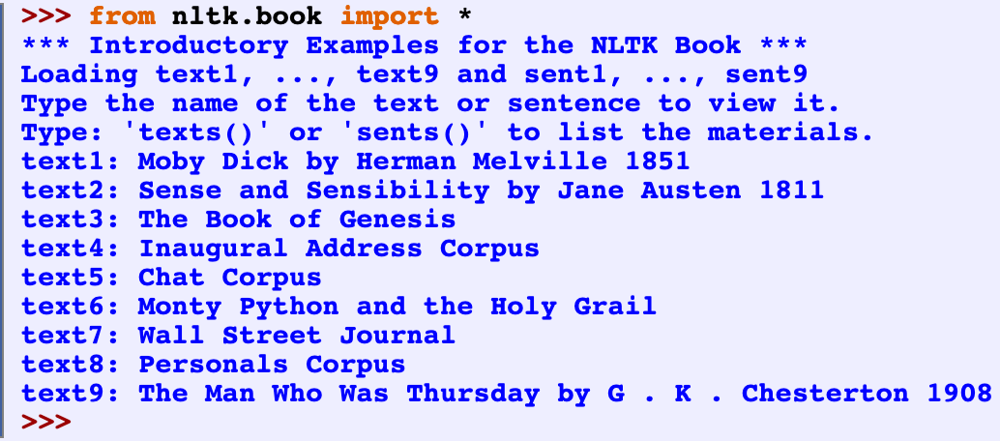 >>> from nltk.book import *
*** Introductory Examples for the NLTK Book ***
Loading text1, ..., text9 and sent1, ..., sent9
Type the name of the text or sentence to view it.
Type: 'texts()' or 'sents()' to list the materials.
text1: Moby Dick by Herman Melville 1851
text2: Sense and Sensibility by Jane Austen 1811
text3: The Book of Genesis
text4: Inaugural Address Corpus
text5: Chat Corpus
text6: Monty Python and the Holy Grail
text7: Wall Street Journal
text8: Personals Corpus
text9: The Man Who Was Thursday by G . K . Chesterton 1908
>>>